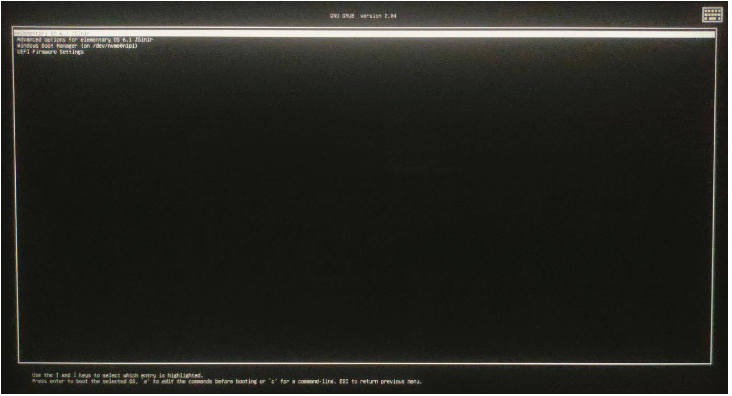 GNU GRUB version 2.04
*elementary OS 6.1 Jólnir
Advanced options for elementary OS 6.1 Jólnir
Windows Boot Manager (on /dev/nvme0n1p1)
UEFI Firmware Settings
Use the ↑ and ↓ keys to select which entry is highlighted.
Press enter to boot the selected OS, `e' to edit the commands before booting or `c' for a command-line. ESC to return previous menu.